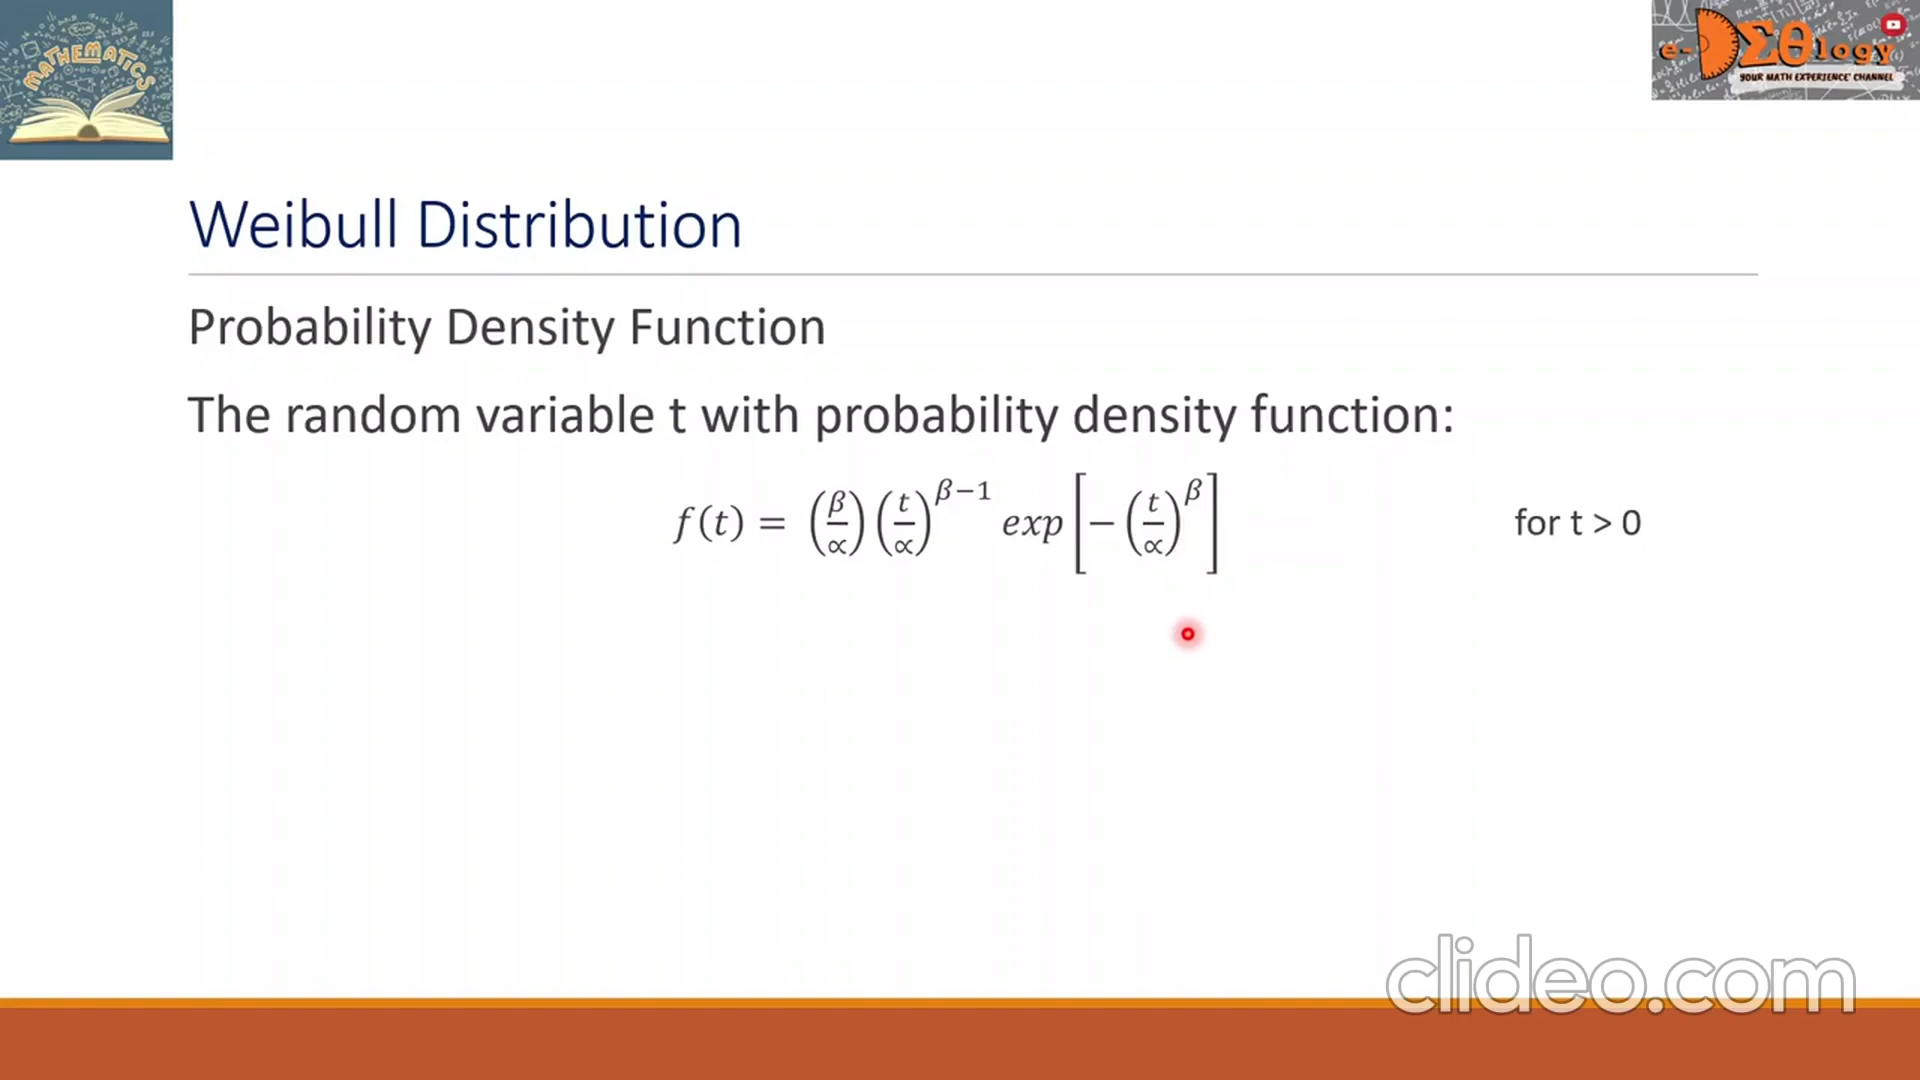 MATHEMATICS
e-DΣθlogy
YOUR MATH EXPERIENCE' CHANNEL
Weibull Distribution
Probability Density Function
The random variable t with probability density function:
f(t) = (β/∝) (t/∝)^(β−1) exp[−(t/∝)^β] for t > 0
clideo.com